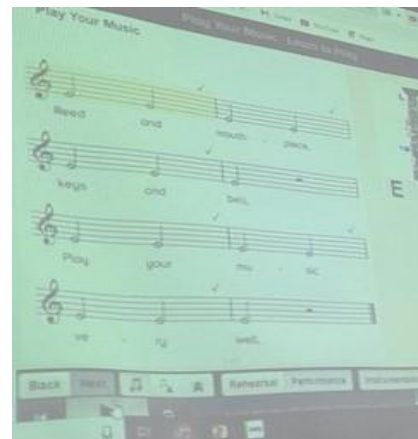 Play Your Music
Play Your Music - Learn to Play
Reed and mouth - piece,
keys and bell,
E
Play your mu - sic
ve - ry well.
Back Next Rehearsal Performance